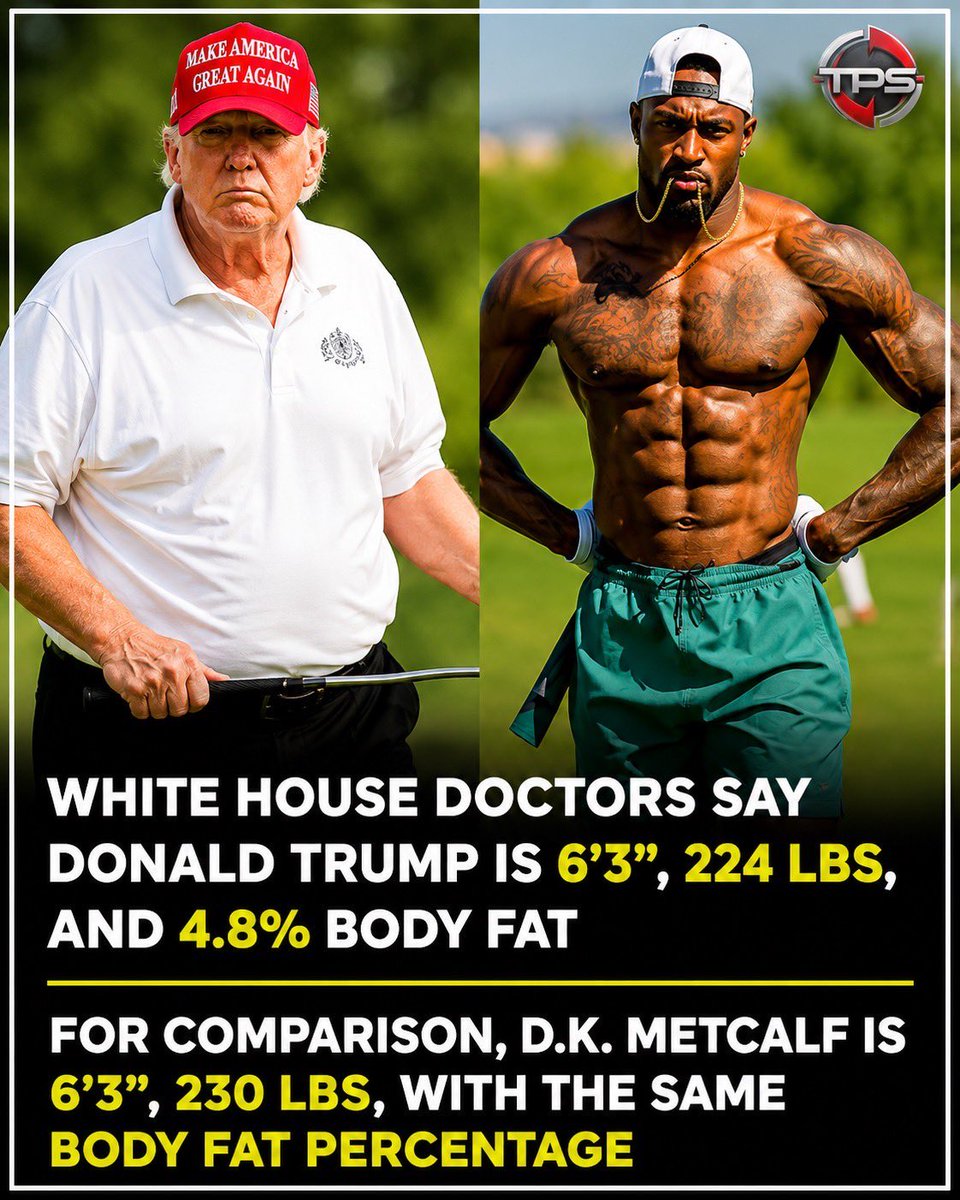 MAKE AMERICA
GREAT AGAIN
TPS
WHITE HOUSE DOCTORS SAY
DONALD TRUMP IS 6’3”, 224 LBS,
AND 4.8% BODY FAT
FOR COMPARISON, D.K. METCALF IS
6’3”, 230 LBS, WITH THE SAME
BODY FAT PERCENTAGE